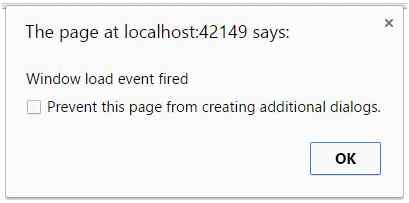 The page at localhost:42149 says:
Window load event fired
Prevent this page from creating additional dialogs.
OK